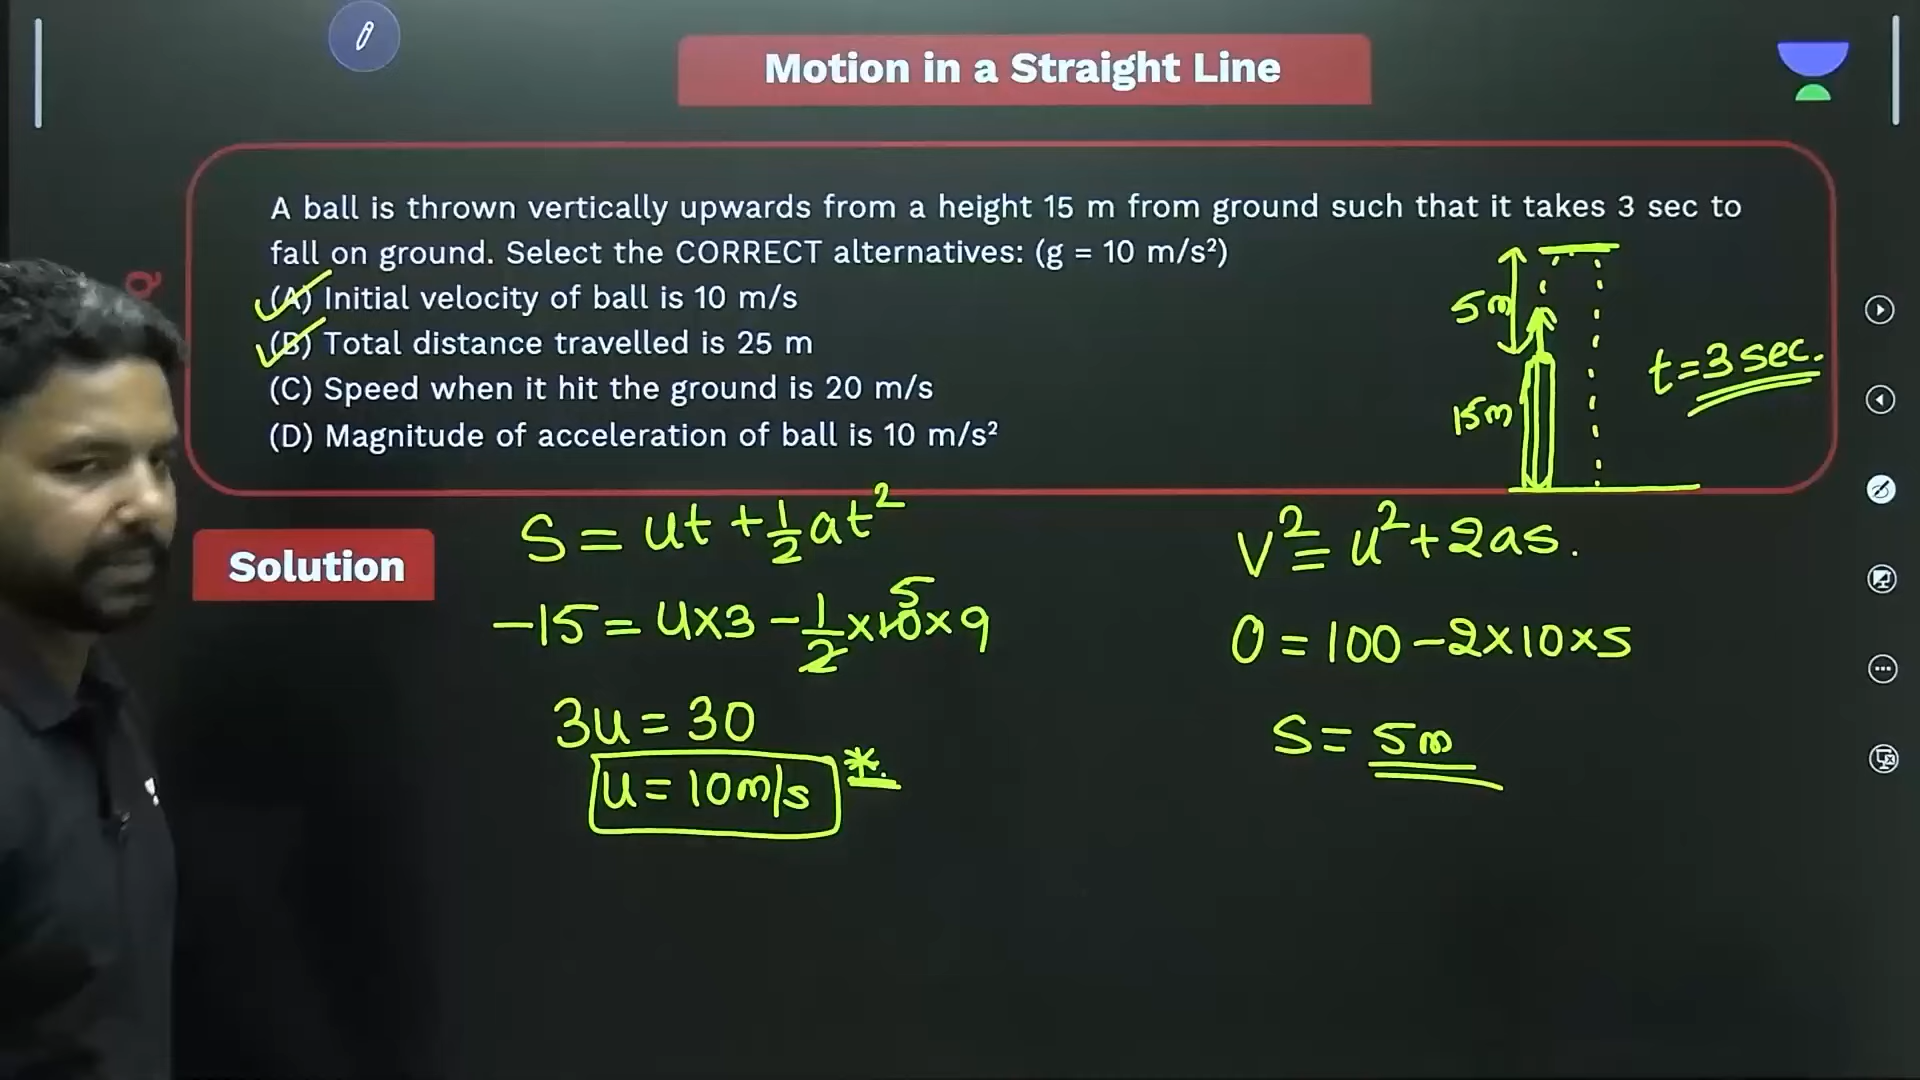 Motion in a Straight Line
A ball is thrown vertically upwards from a height 15 m from ground such that it takes 3 sec to
fall on ground. Select the CORRECT alternatives: (g = 10 m/s²)
(A) Initial velocity of ball is 10 m/s
(B) Total distance travelled is 25 m
(C) Speed when it hit the ground is 20 m/s
(D) Magnitude of acceleration of ball is 10 m/s²
5m
15m
t=3sec.
Solution
S = ut + 1/2 at²
-15 = u×3 - 1/2 ×10×9
5
3u = 30
u = 10m/s *
V² = u² + 2as.
0 = 100 - 2×10×s
S = 5m